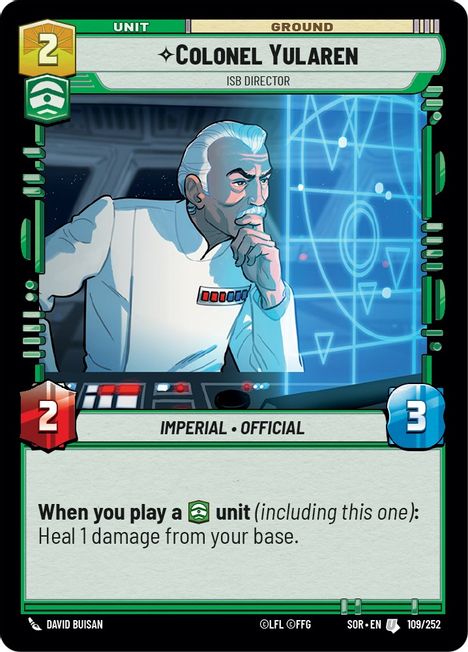 UNIT
GROUND
2
✧COLONEL YULAREN
ISB DIRECTOR
2
3
IMPERIAL • OFFICIAL
When you play a unit (including this one):
Heal 1 damage from your base.
DAVID BUISAN
©LFL ©FFG
SOR • EN U 109/252